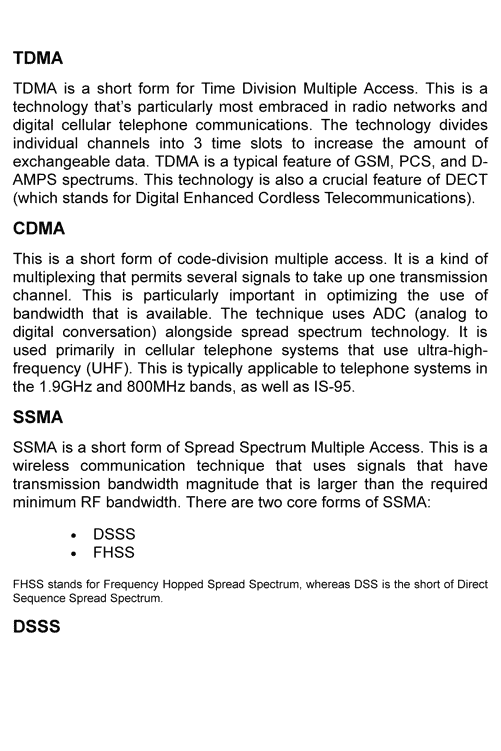 TDMA
TDMA is a short form for Time Division Multiple Access. This is a
technology that's particularly most embraced in radio networks and
digital cellular telephone communications. The technology divides
individual channels into 3 time slots to increase the amount of
exchangeable data. TDMA is a typical feature of GSM, PCS, and D-
AMPS spectrums. This technology is also a crucial feature of DECT
(which stands for Digital Enhanced Cordless Telecommunications).
CDMA
This is a short form of code-division multiple access. It is a kind of
multiplexing that permits several signals to take up one transmission
channel. This is particularly important in optimizing the use of
bandwidth that is available. The technique uses ADC (analog to
digital conversation) alongside spread spectrum technology. It is
used primarily in cellular telephone systems that use ultra-high-
frequency (UHF). This is typically applicable to telephone systems in
the 1.9GHz and 800MHz bands, as well as IS-95.
SSMA
SSMA is a short form of Spread Spectrum Multiple Access. This is a
wireless communication technique that uses signals that have
transmission bandwidth magnitude that is larger than the required
minimum RF bandwidth. There are two core forms of SSMA:
• DSSS
• FHSS
FHSS stands for Frequency Hopped Spread Spectrum, whereas DSS is the short of Direct
Sequence Spread Spectrum.
DSSS